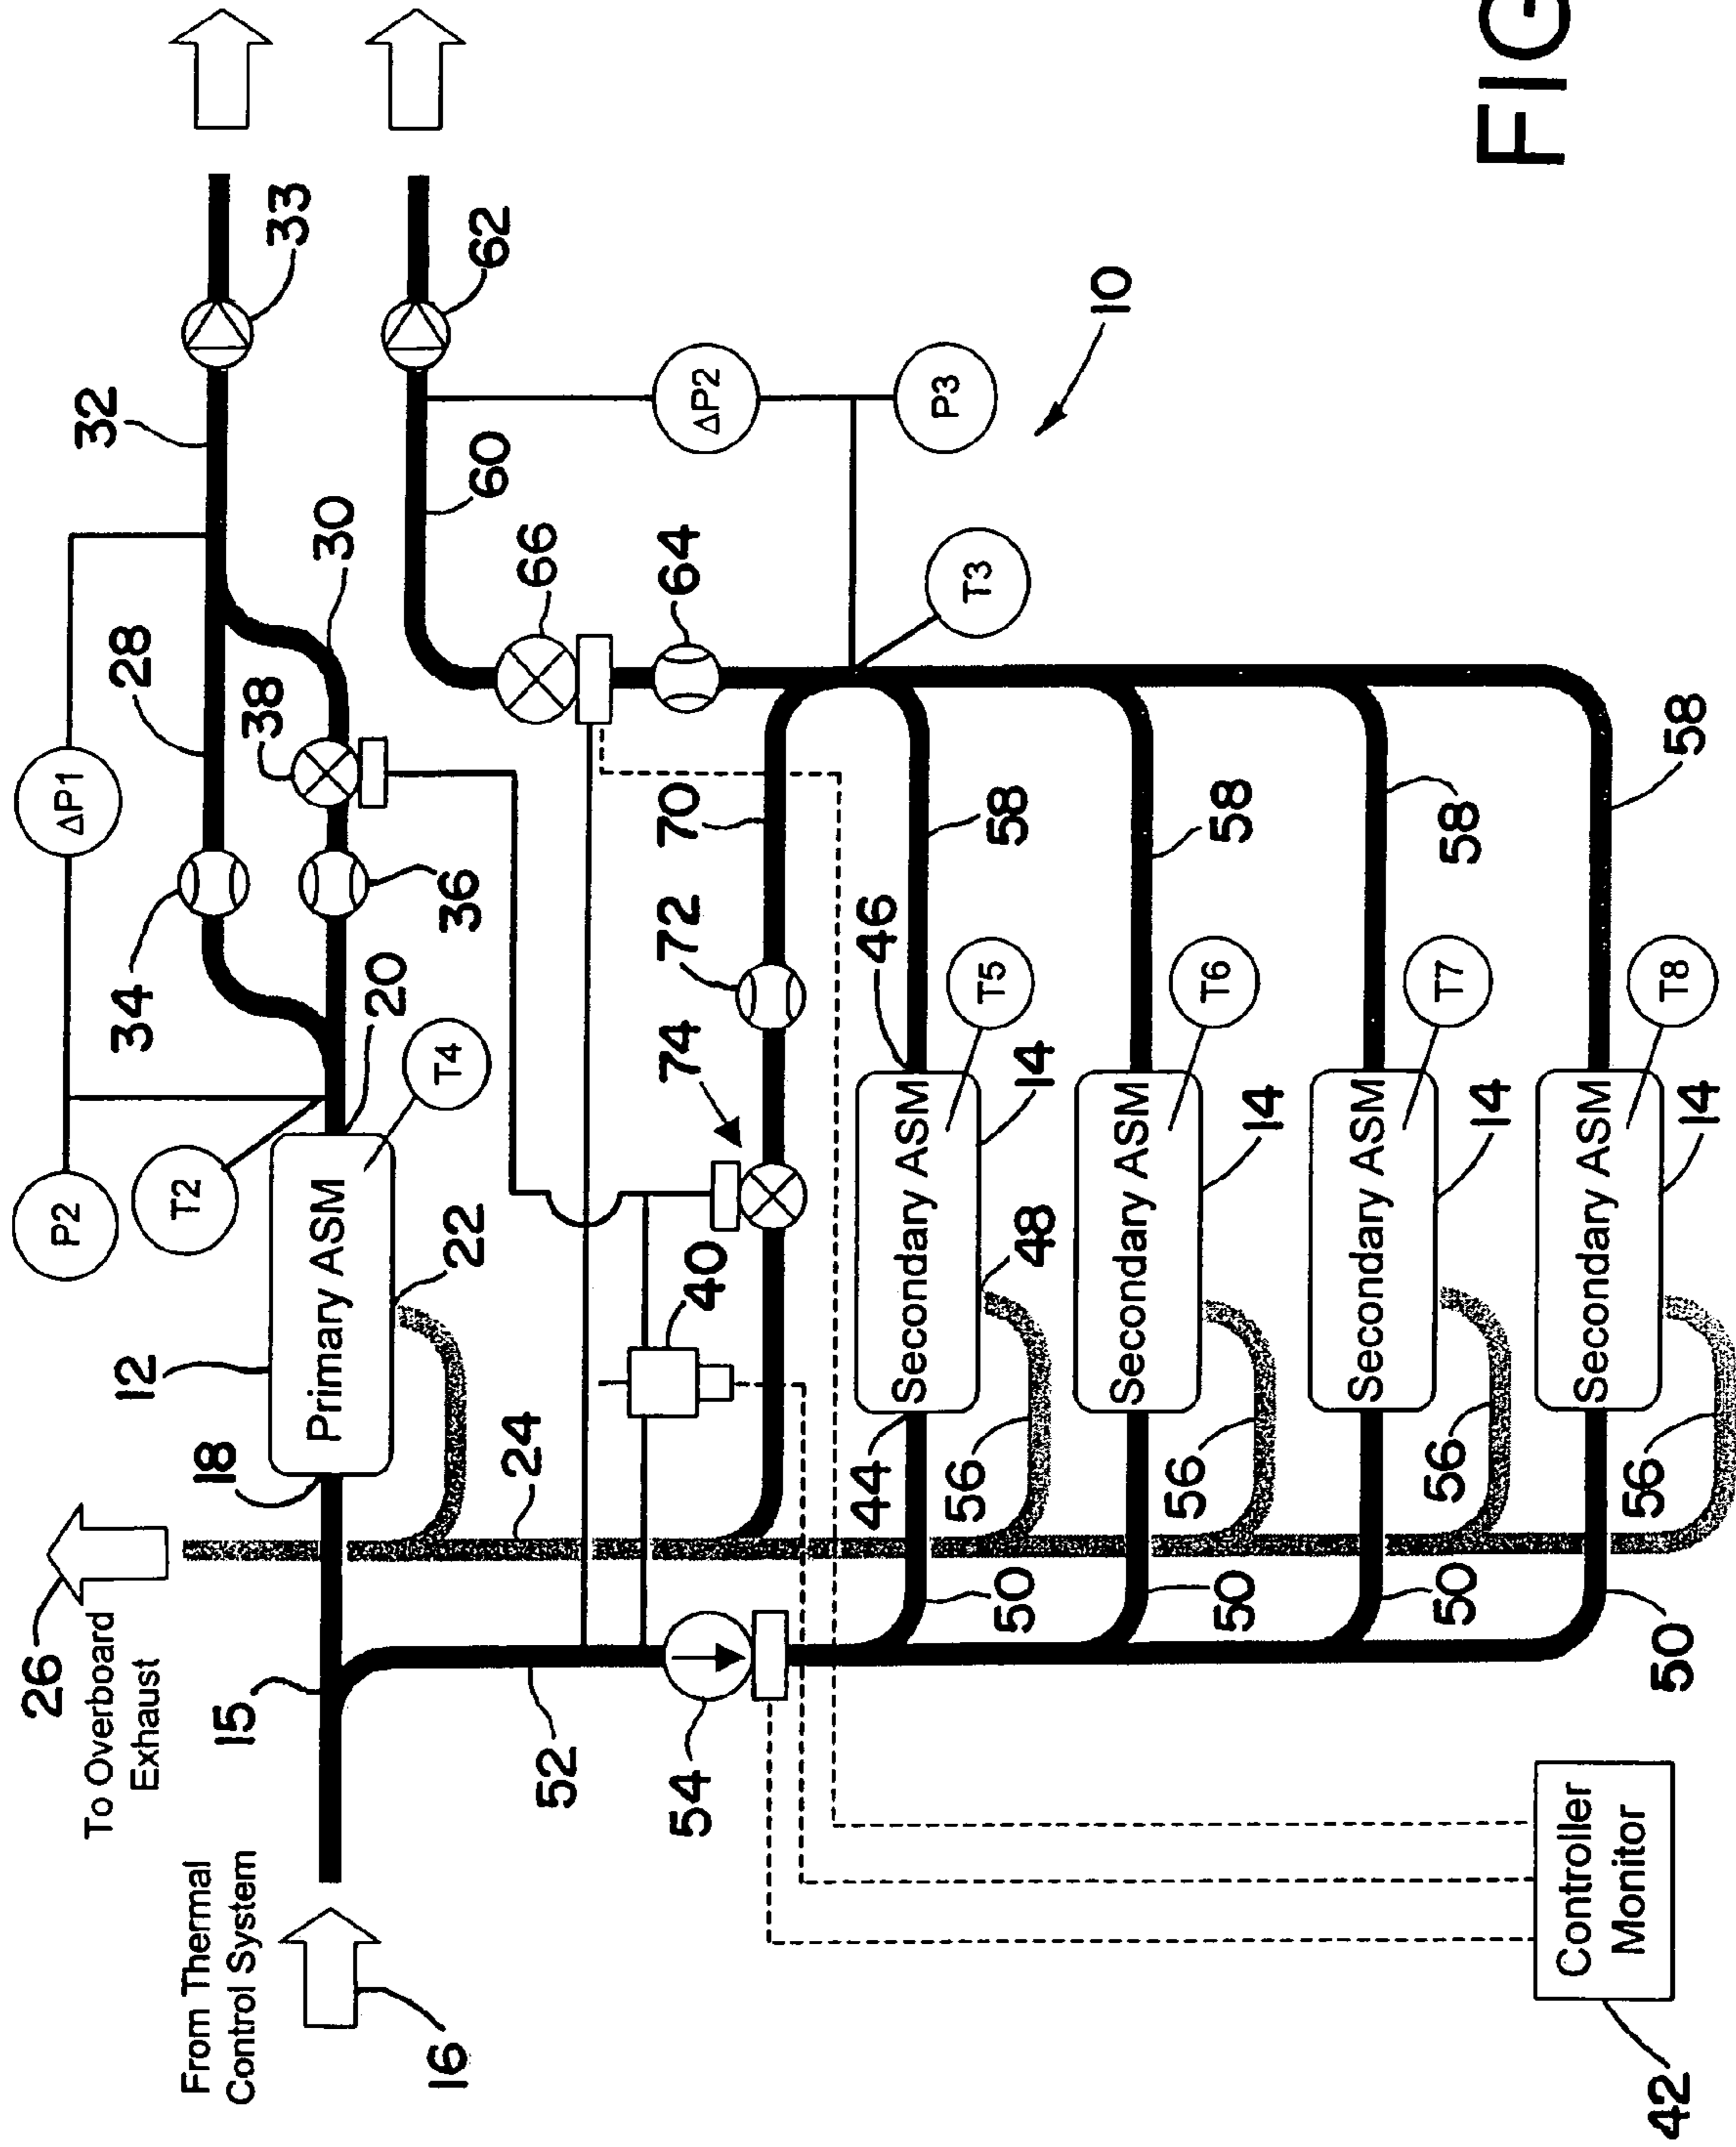 FIG
26
To Overboard
Exhaust
From Thermal
Control System
16
15
18
12
Primary ASM
22
24
20
P2
T2
T4
ΔP1
34
28
36
38
30
32
33
62
60
ΔP2
P3
10
66
64
T3
52
54
40
74
72
70
44
Secondary ASM
46
T5
14
48
50
56
58
Secondary ASM
T6
14
50
56
58
Secondary ASM
T7
14
50
56
58
Secondary ASM
T8
14
50
56
58
Controller
Monitor
42